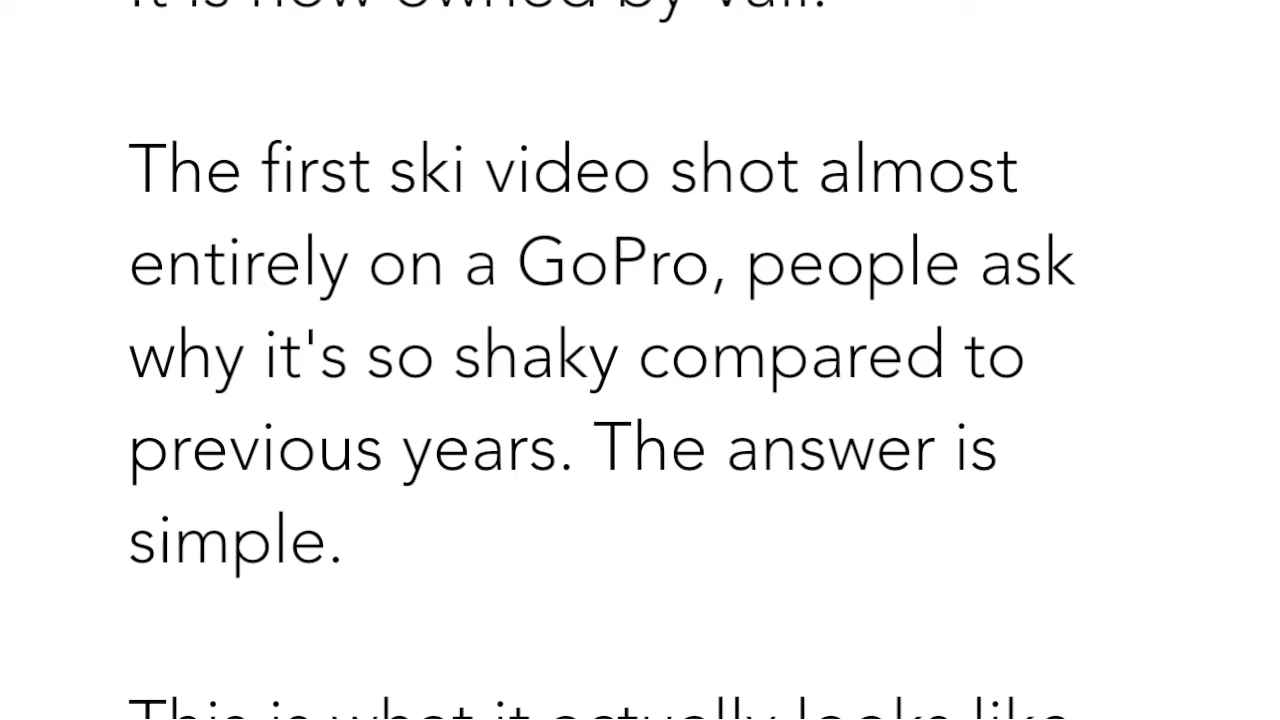 It is now owned by Vail.
The first ski video shot almost
entirely on a GoPro, people ask
why it's so shaky compared to
previous years. The answer is
simple.
This is what it actually looks like